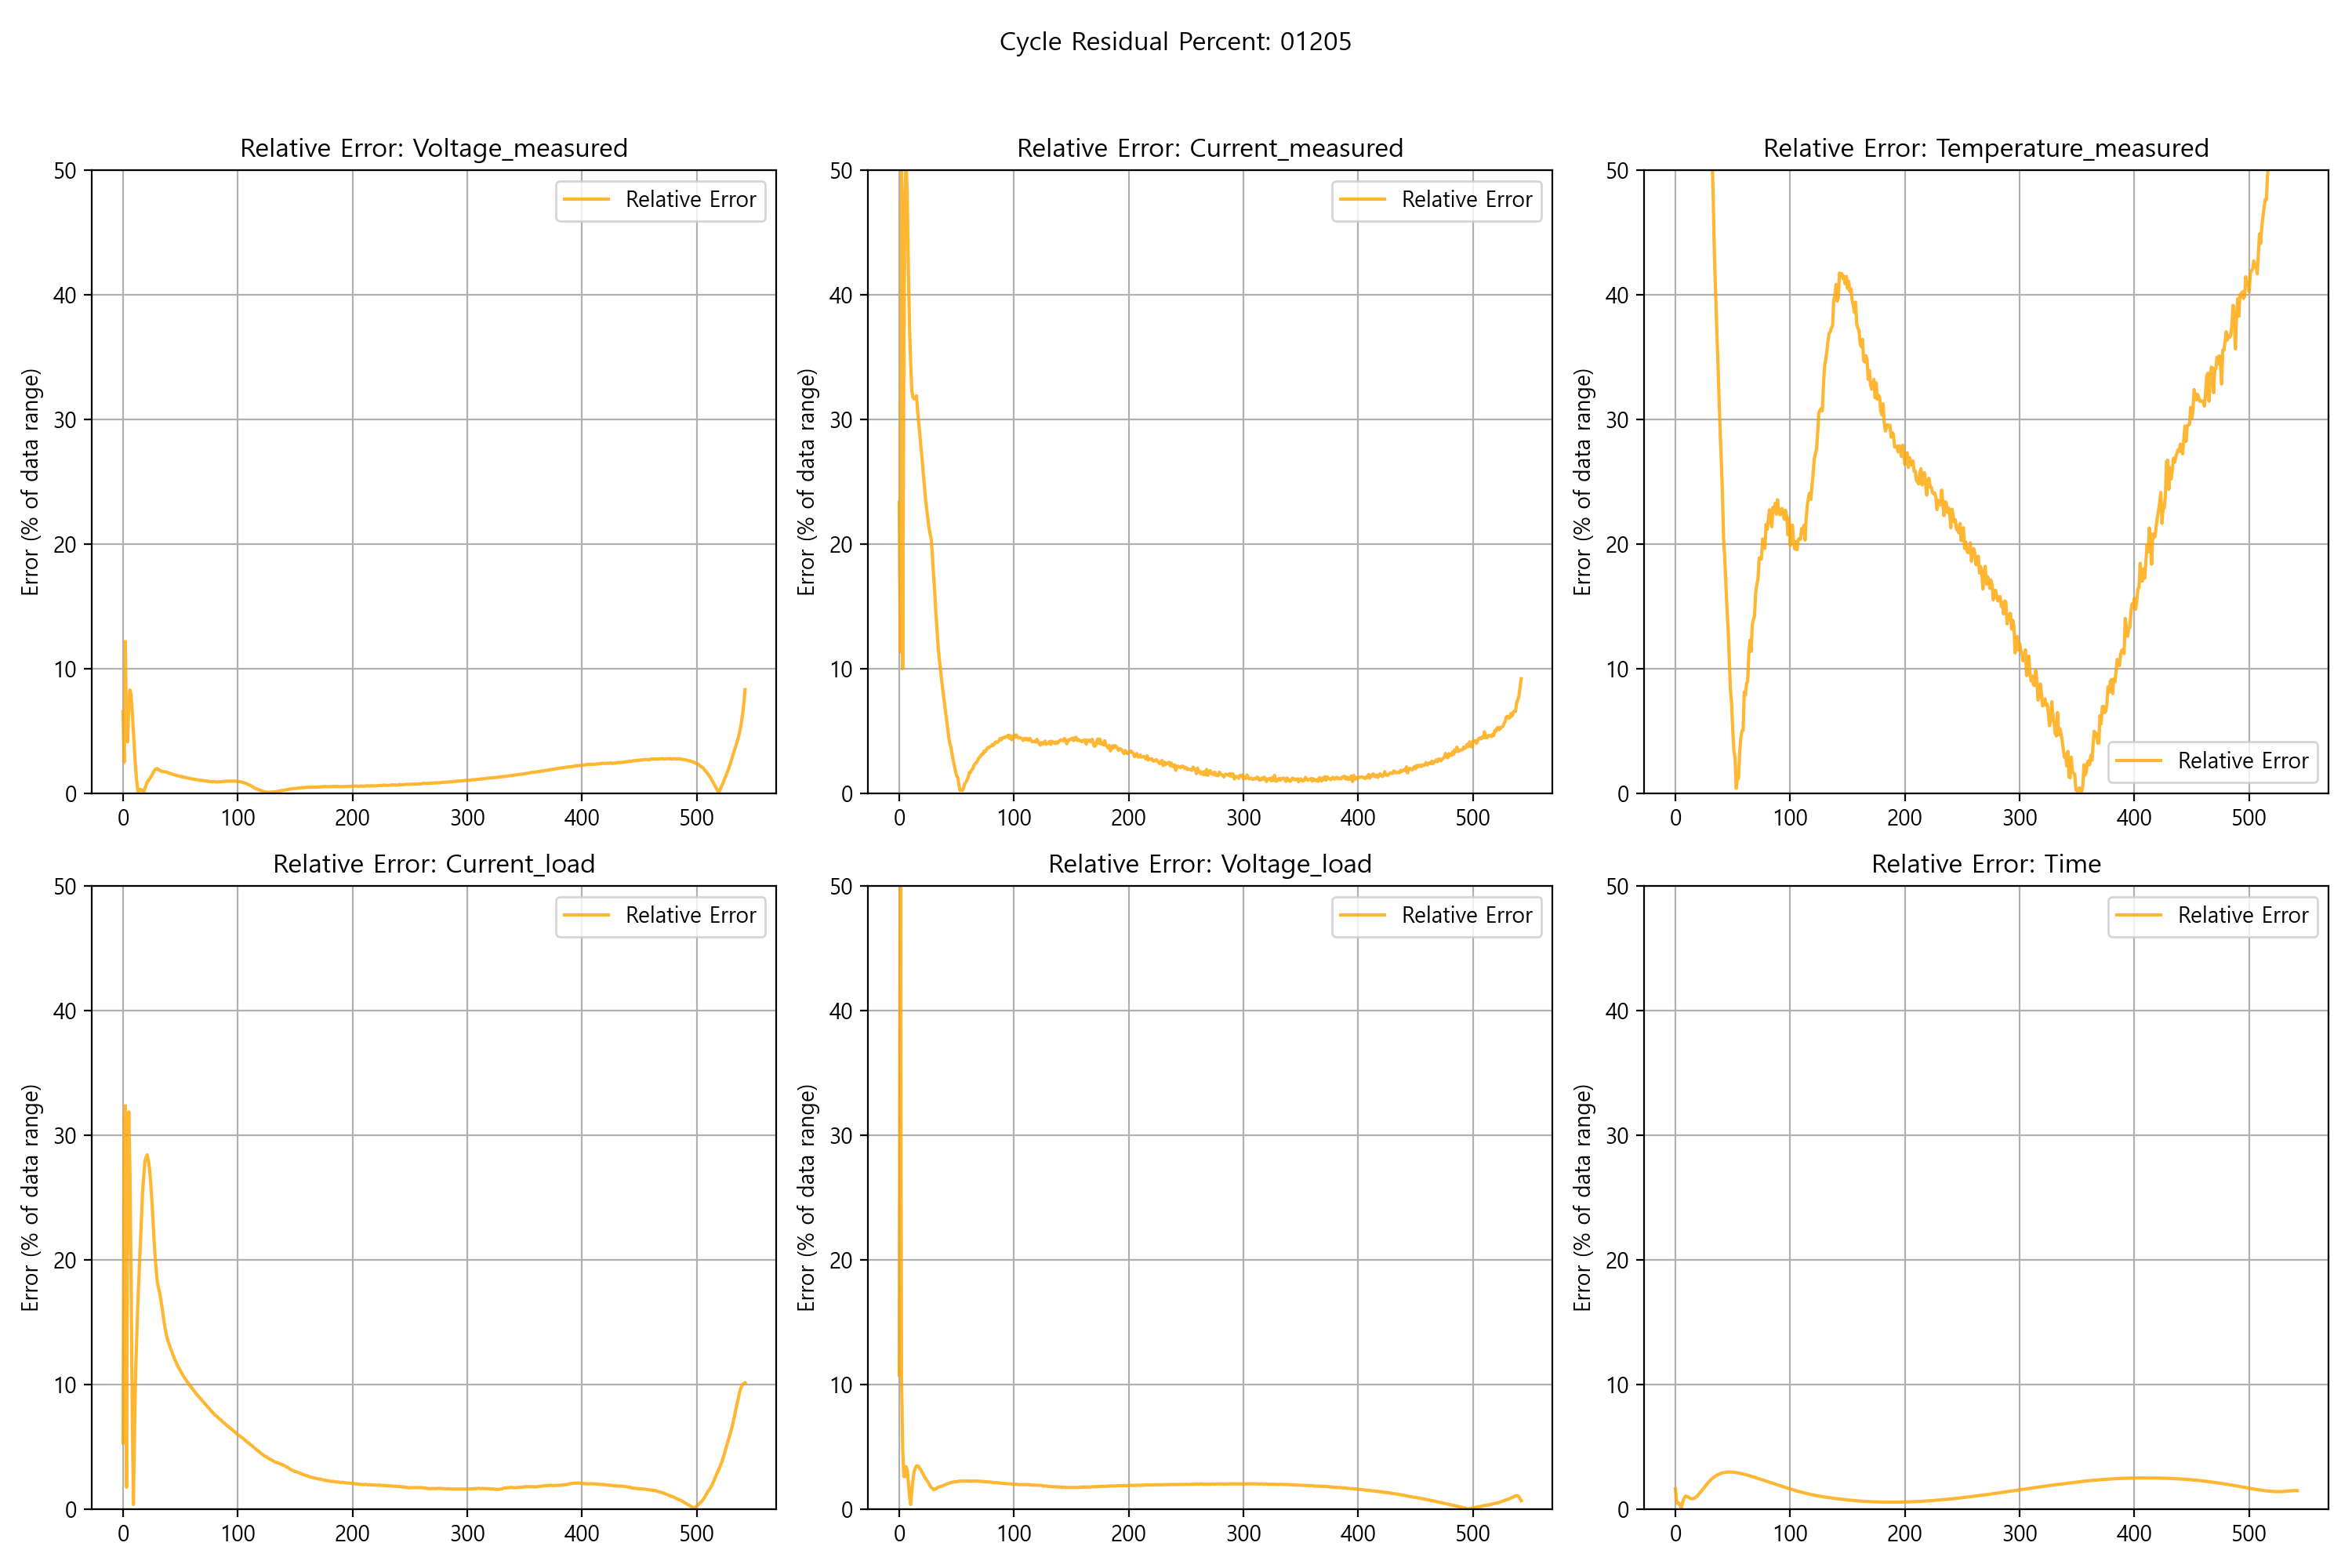 Cycle Residual Percent: 01205
Relative Error: Voltage_measured
Error (% of data range)
50
40
30
20
10
0
0 100 200 300 400 500
Relative Error
Relative Error: Current_measured
Error (% of data range)
50
40
30
20
10
0
0 100 200 300 400 500
Relative Error
Relative Error: Temperature_measured
Error (% of data range)
50
40
30
20
10
0
0 100 200 300 400 500
Relative Error
Relative Error: Current_load
Error (% of data range)
50
40
30
20
10
0
0 100 200 300 400 500
Relative Error
Relative Error: Voltage_load
Error (% of data range)
50
40
30
20
10
0
0 100 200 300 400 500
Relative Error
Relative Error: Time
Error (% of data range)
50
40
30
20
10
0
0 100 200 300 400 500
Relative Error